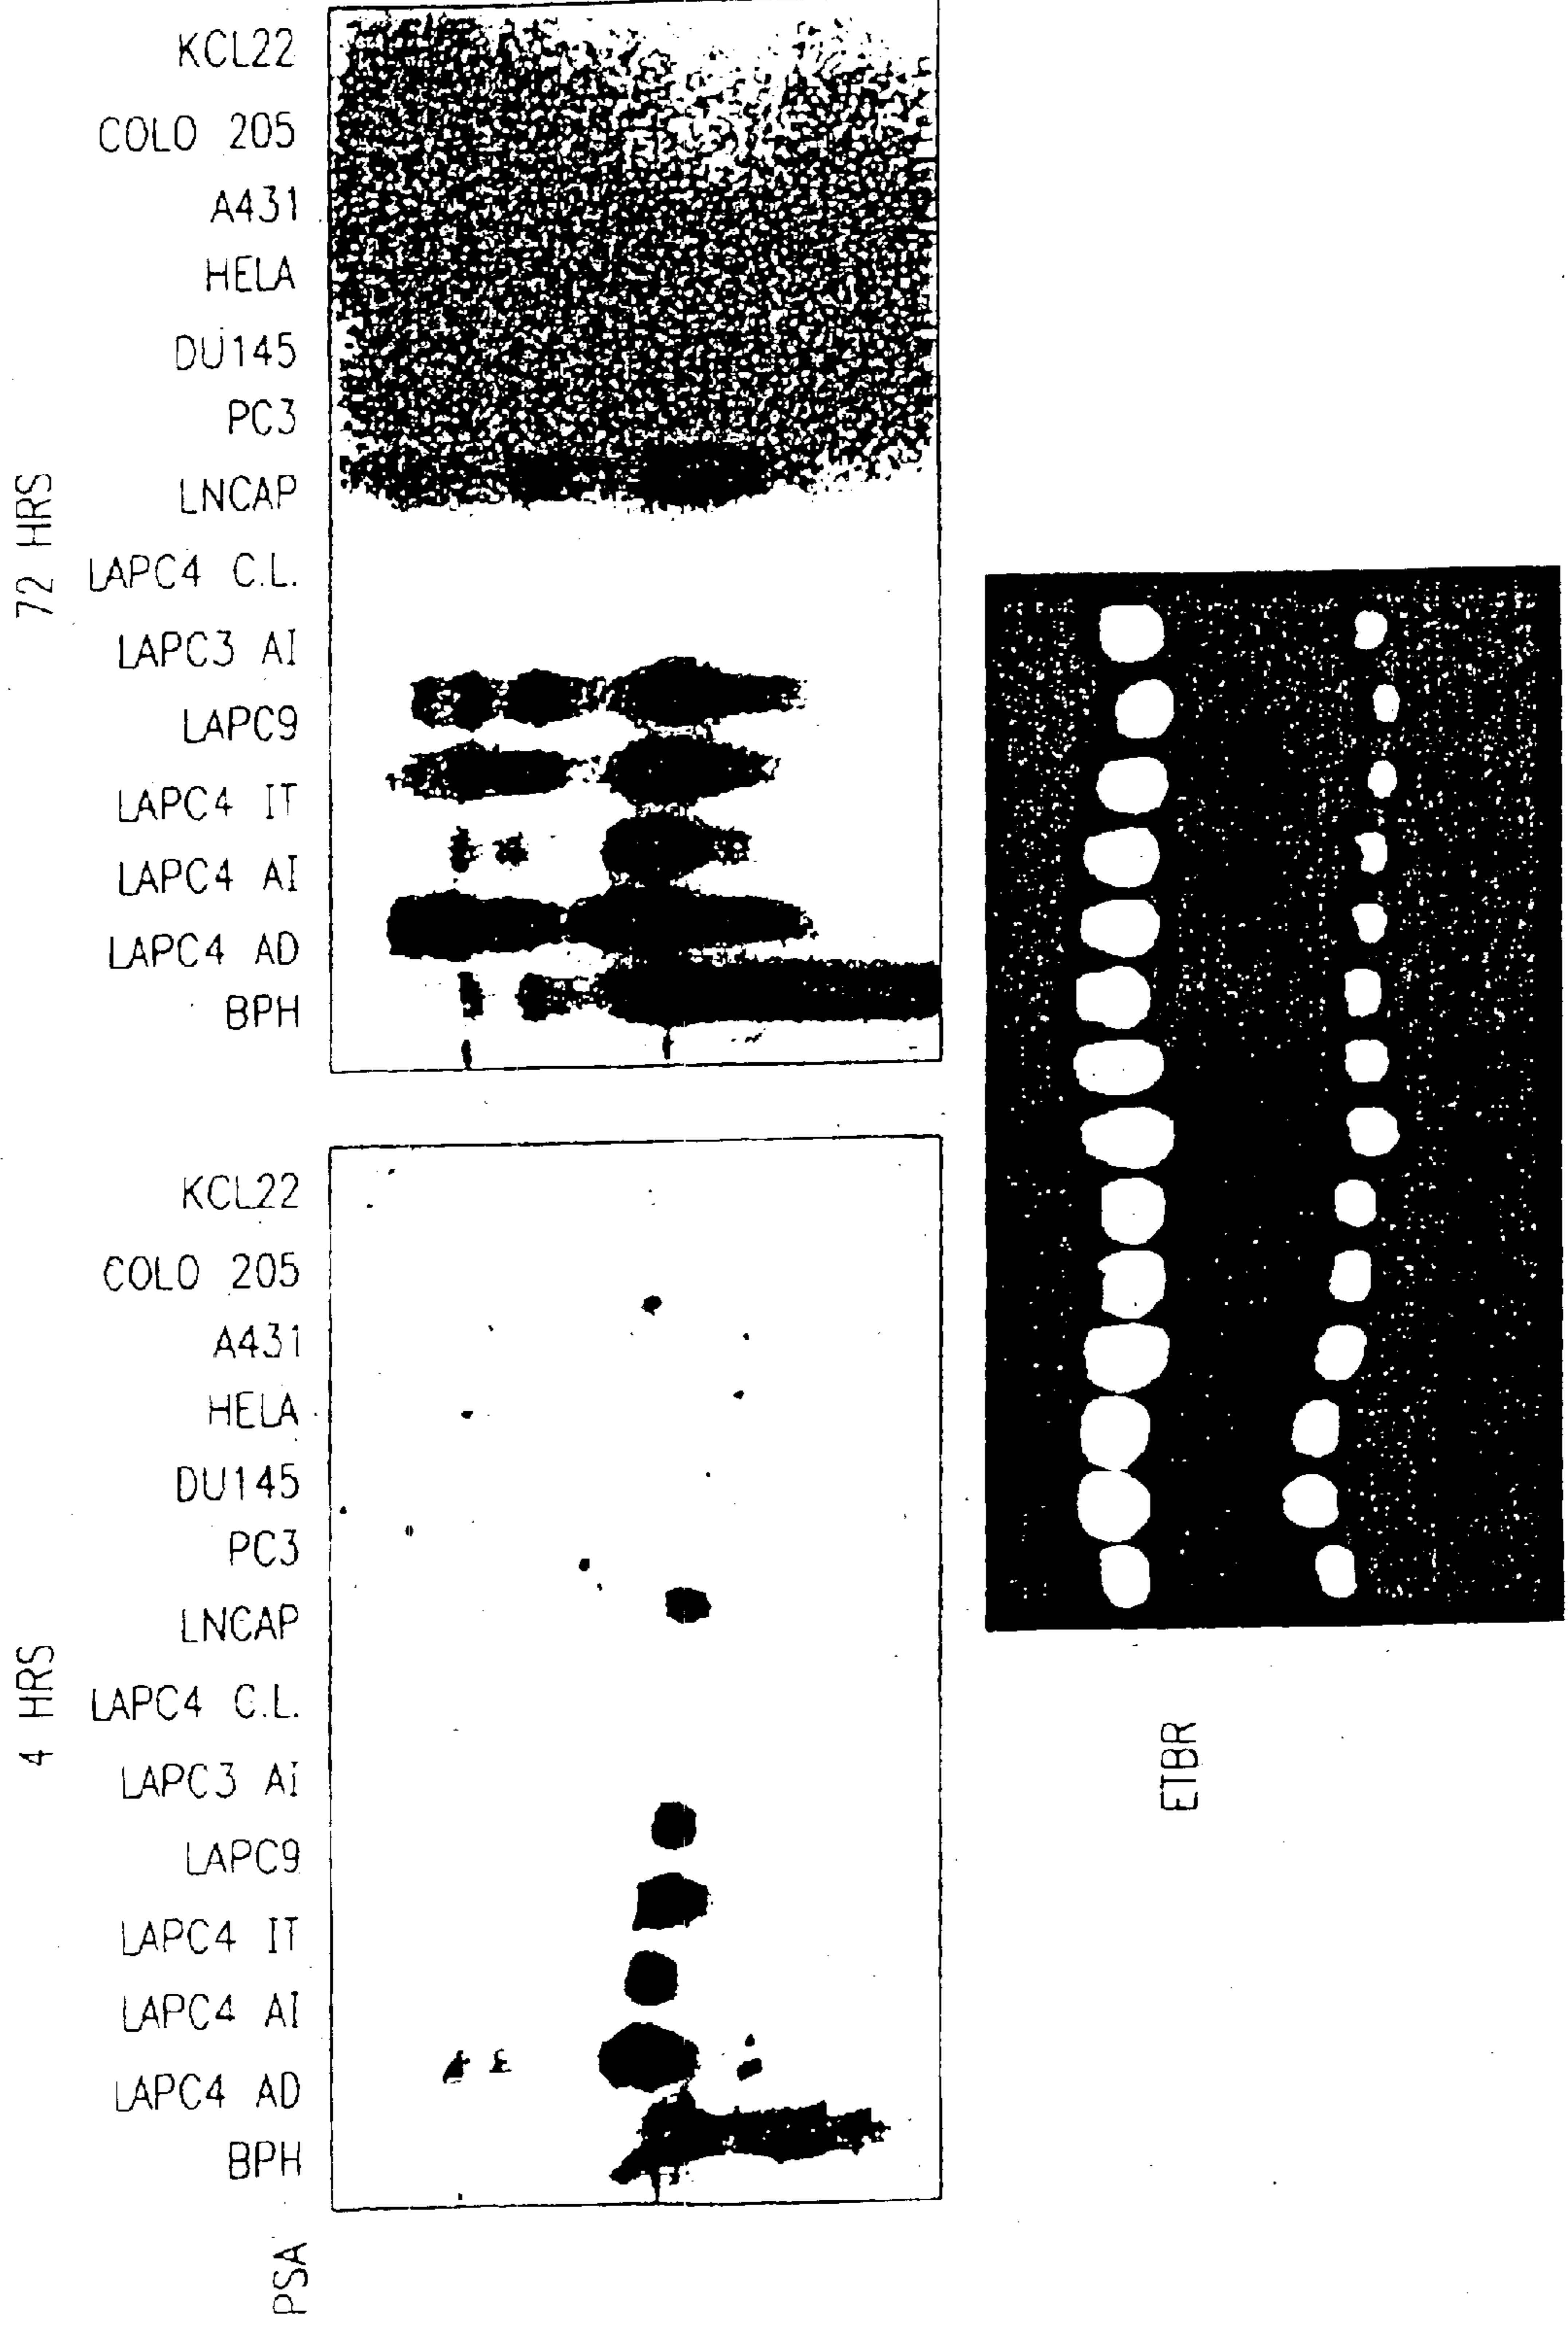 72 HRS
KCL22
COLO 205
A431
HELA
DU145
PC3
LNCAP
LAPC4 C.L.
LAPC3 AI
LAPC9
LAPC4 IT
LAPC4 AI
LAPC4 AD
BPH
4 HRS
KCL22
COLO 205
A431
HELA
DU145
PC3
LNCAP
LAPC4 C.L.
LAPC3 AI
LAPC9
LAPC4 IT
LAPC4 AI
LAPC4 AD
BPH
PSA
ETBR